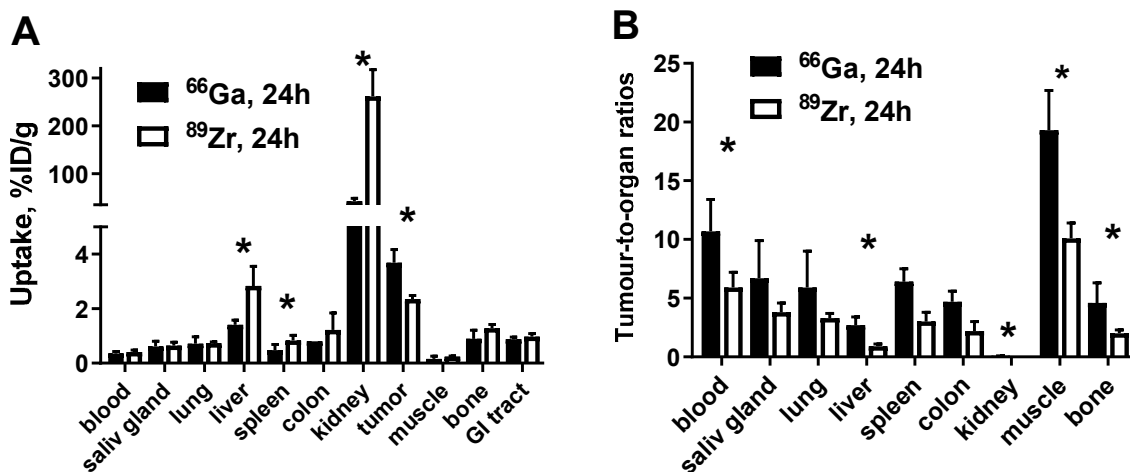 A
Uptake, %ID/g
300
200
100
4
2
0
⁶⁶Ga, 24h
⁸⁹Zr, 24h
*
*
*
*
*
blood
saliv gland
lung
liver
spleen
colon
kidney
tumor
muscle
bone
GI tract
B
Tumour-to-organ ratios
25
20
15
10
5
0
⁶⁶Ga, 24h
⁸⁹Zr, 24h
*
*
*
*
*
blood
saliv gland
lung
liver
spleen
colon
kidney
muscle
bone